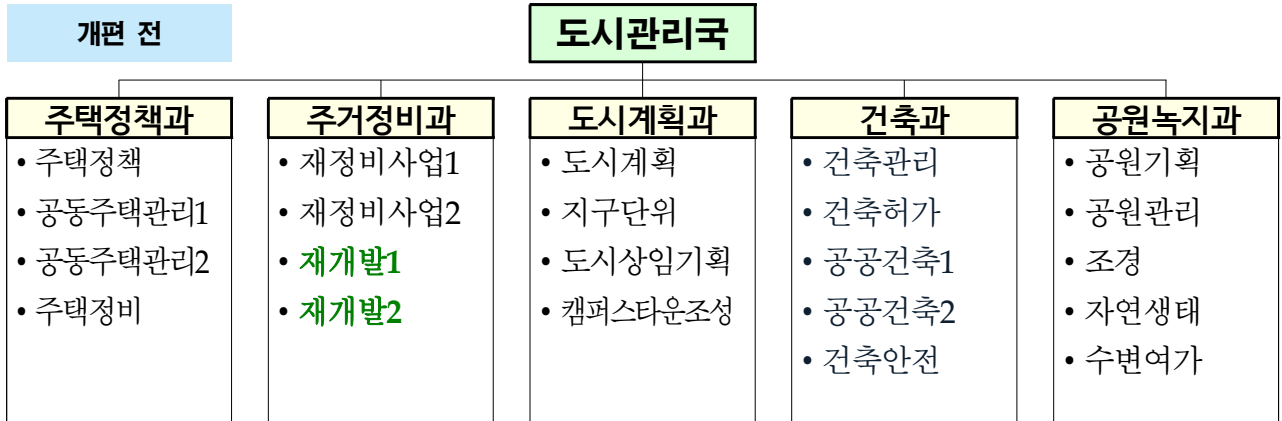 개편 전
도시관리국
주택정책과
• 주택정책
• 공동주택관리1
• 공동주택관리2
• 주택정비
주거정비과
• 재정비사업1
• 재정비사업2
• 재개발1
• 재개발2
도시계획과
• 도시계획
• 지구단위
• 도시상임기획
• 캠퍼스타운조성
건축과
• 건축관리
• 건축허가
• 공공건축1
• 공공건축2
• 건축안전
공원녹지과
• 공원기획
• 공원관리
• 조경
• 자연생태
• 수변여가